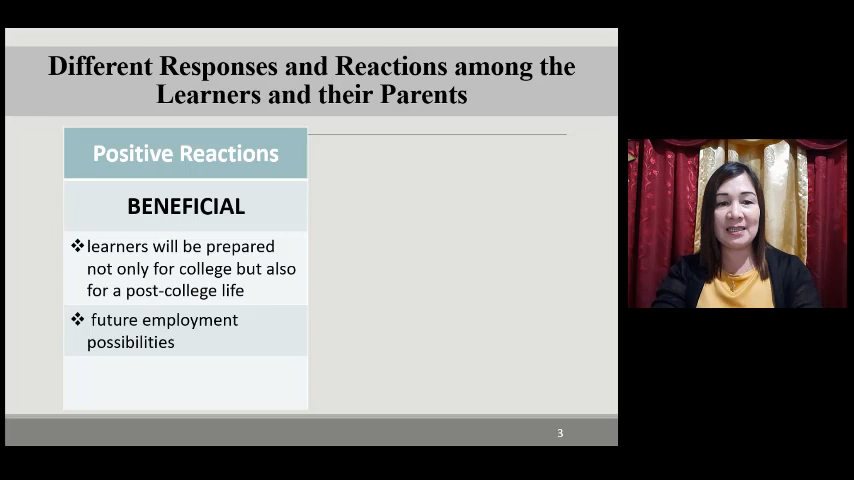 Different Responses and Reactions among the
Learners and their Parents
Positive Reactions
BENEFICIAL
❖learners will be prepared
not only for college but also
for a post-college life
❖ future employment
possibilities
3